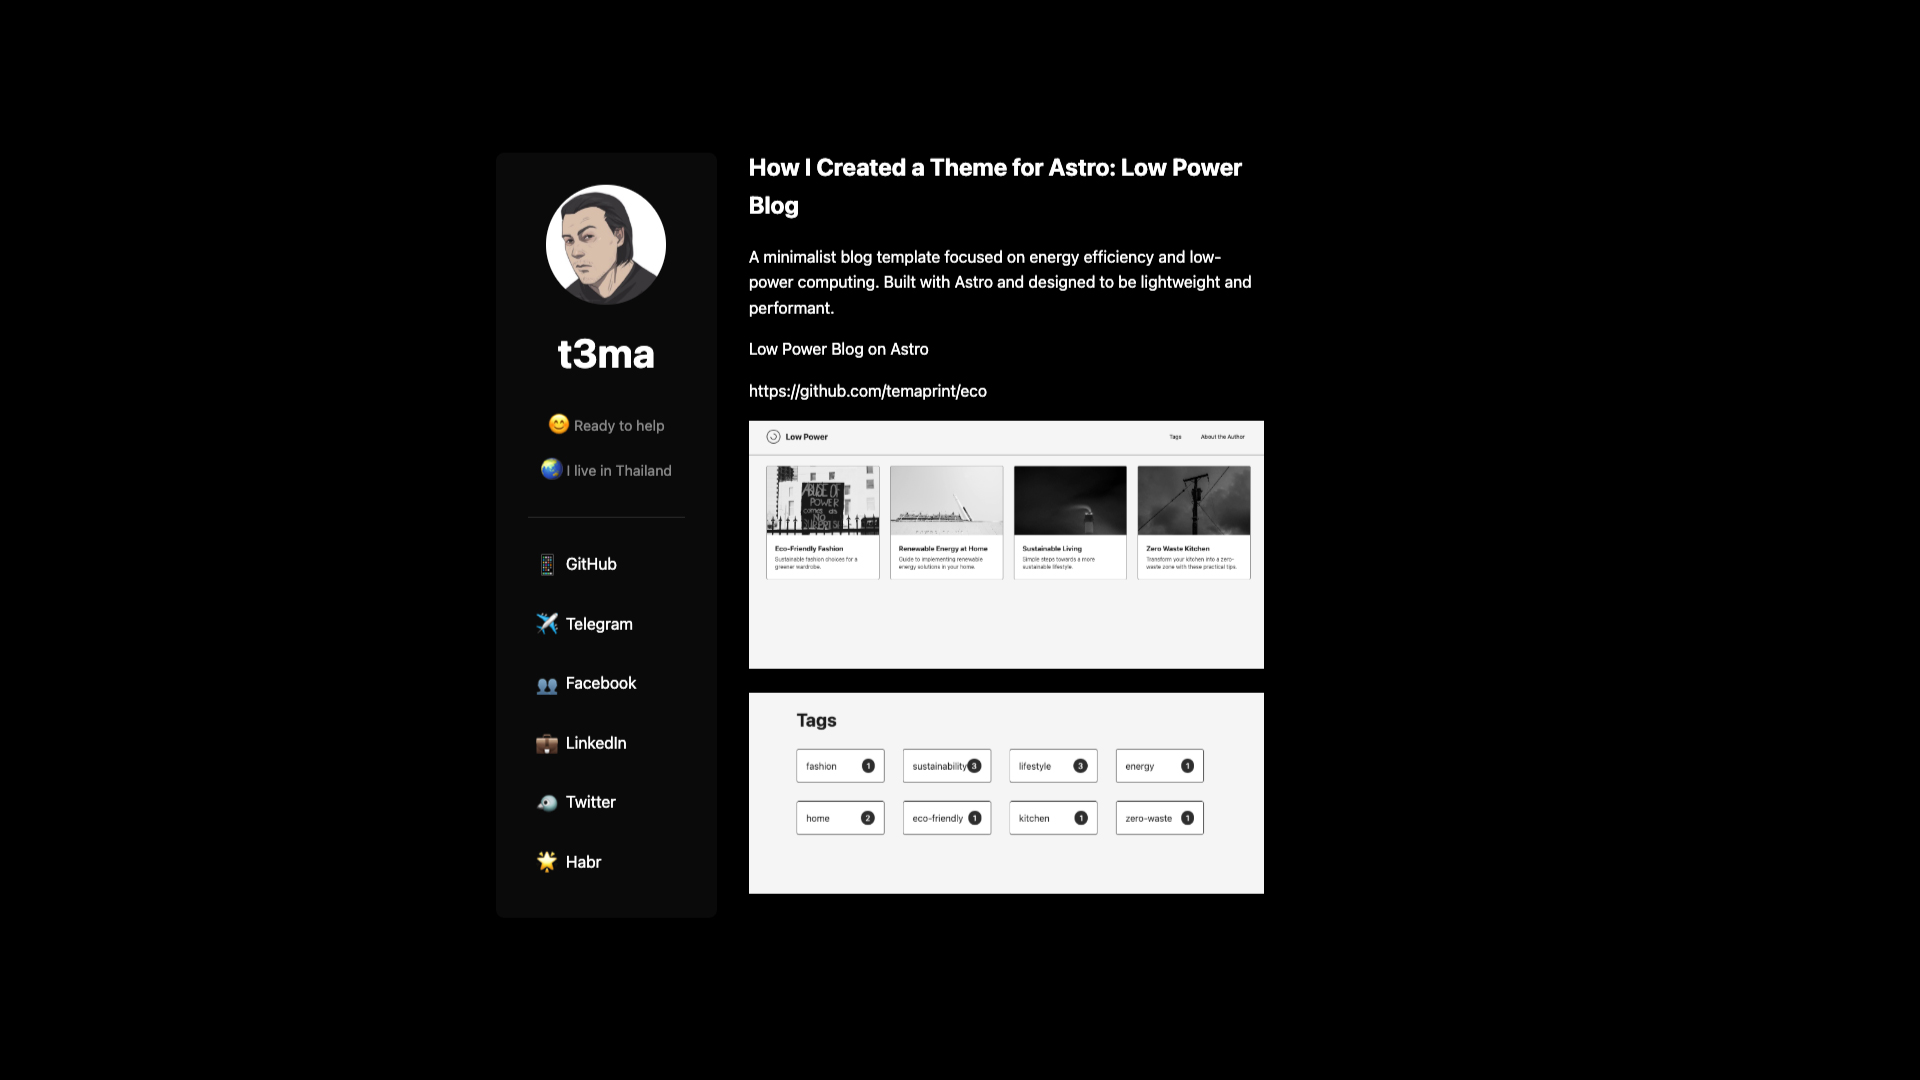 t3ma
😊 Ready to help
🌏 I live in Thailand
📱 GitHub
✈️ Telegram
👥 Facebook
💼 LinkedIn
🐦 Twitter
🌟 Habr
How I Created a Theme for Astro: Low Power
Blog
A minimalist blog template focused on energy efficiency and low-
power computing. Built with Astro and designed to be lightweight and
performant.
Low Power Blog on Astro
https://github.com/temaprint/eco
Low Power
Tags
About the Author
ABUSE OF
POWER
comes as
NO
SURPRISE
Eco-Friendly Fashion
Sustainable fashion choices for a
greener wardrobe.
Renewable Energy at Home
Guide to implementing renewable
energy solutions in your home.
Sustainable Living
Simple steps towards a more
sustainable lifestyle.
Zero Waste Kitchen
Transform your kitchen into a zero-
waste zone with these practical tips.
Tags
fashion 1
sustainability 3
lifestyle 3
energy 1
home 2
eco-friendly 1
kitchen 1
zero-waste 1